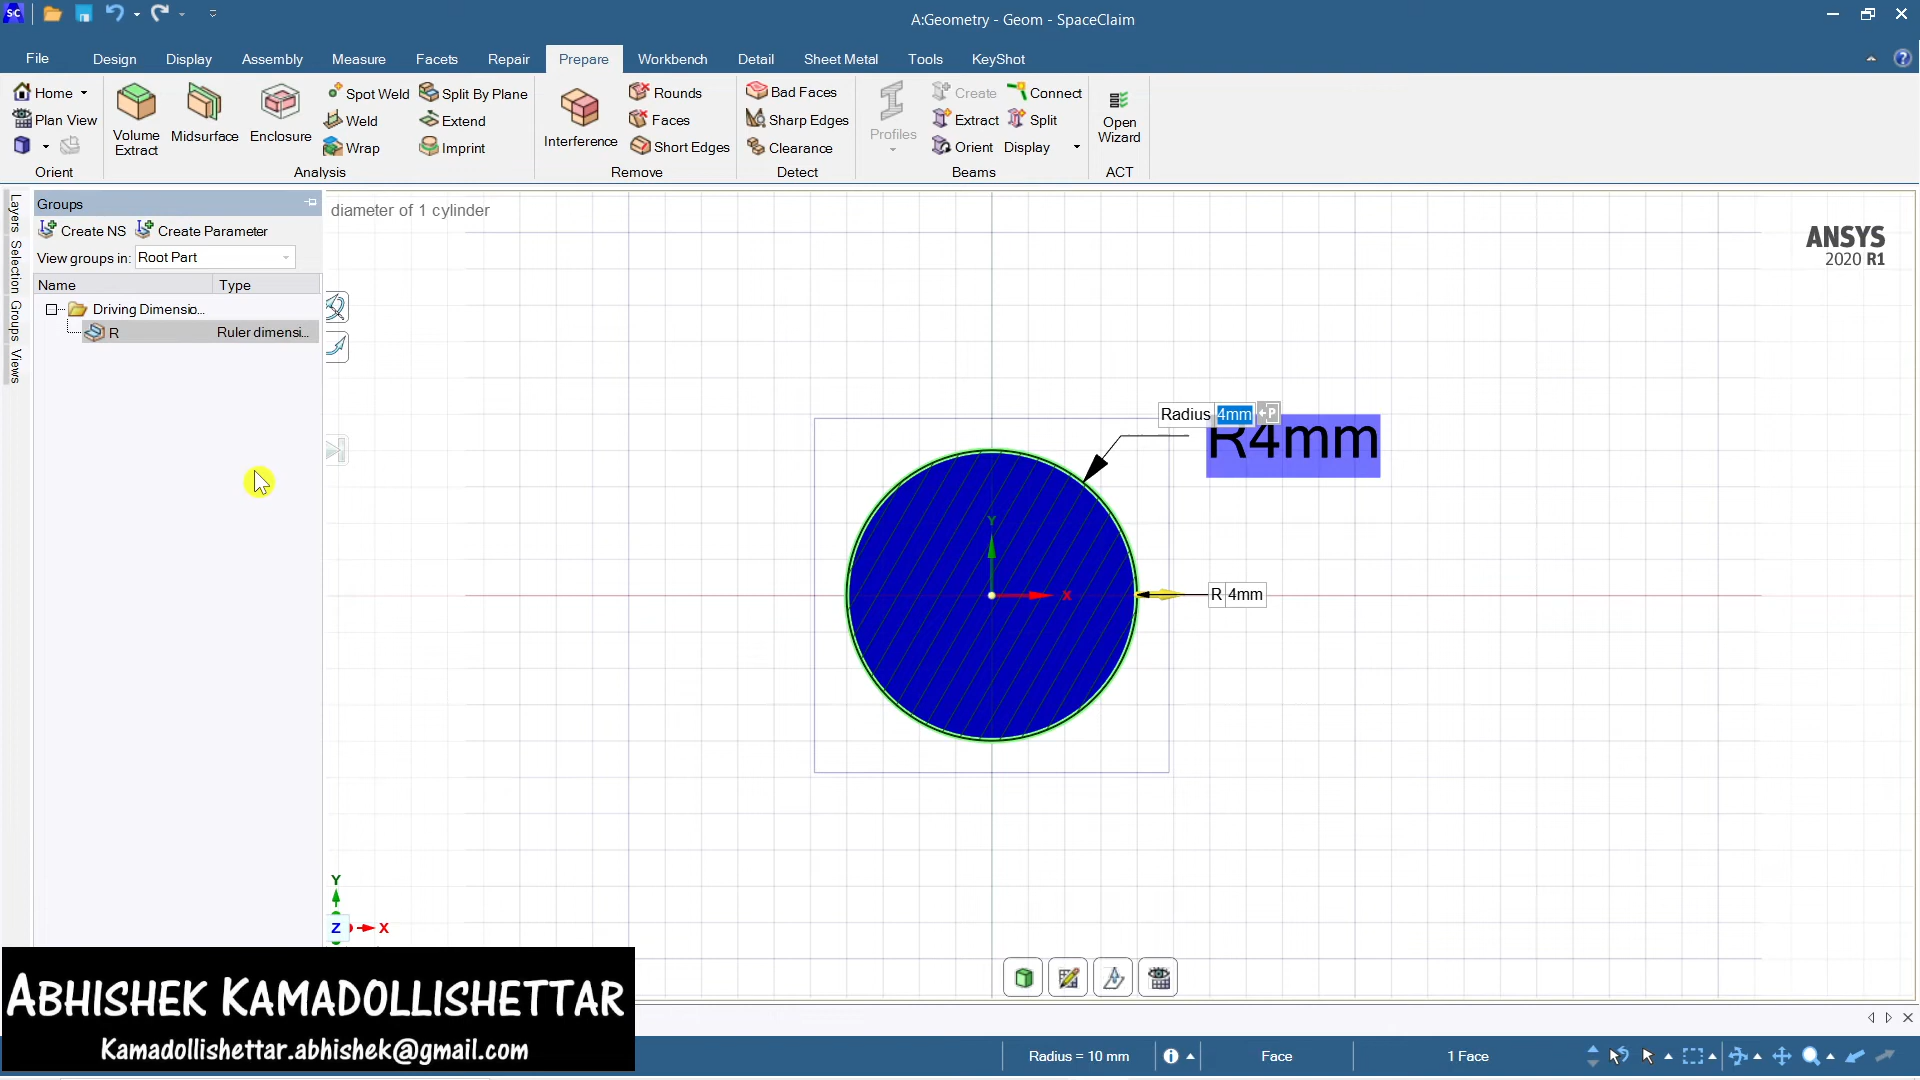 A:Geometry - Geom - SpaceClaim
File Design Display Assembly Measure Facets Repair Prepare Workbench Detail Sheet Metal Tools KeyShot
Home
Plan View
Orient
Volume Extract
Midsurface
Enclosure
Spot Weld
Weld
Wrap
Split By Plane
Extend
Imprint
Analysis
Interference
Rounds
Faces
Short Edges
Remove
Bad Faces
Sharp Edges
Clearance
Detect
Profiles
Create
Extract
Orient
Connect
Split
Display
Beams
Open Wizard
ACT
Layers
Selection
Groups
Views
Groups
Create NS Create Parameter
View groups in: Root Part
Name Type
Driving Dimensio...
R Ruler dimensi...
diameter of 1 cylinder
ANSYS
2020 R1
Radius 4mm P
R4mm
Y
X
R 4mm
Y
Z X
ABHISHEK KAMADOLLISHETTAR
Kamadollishettar.abhishek@gmail.com
Radius = 10 mm Face 1 Face